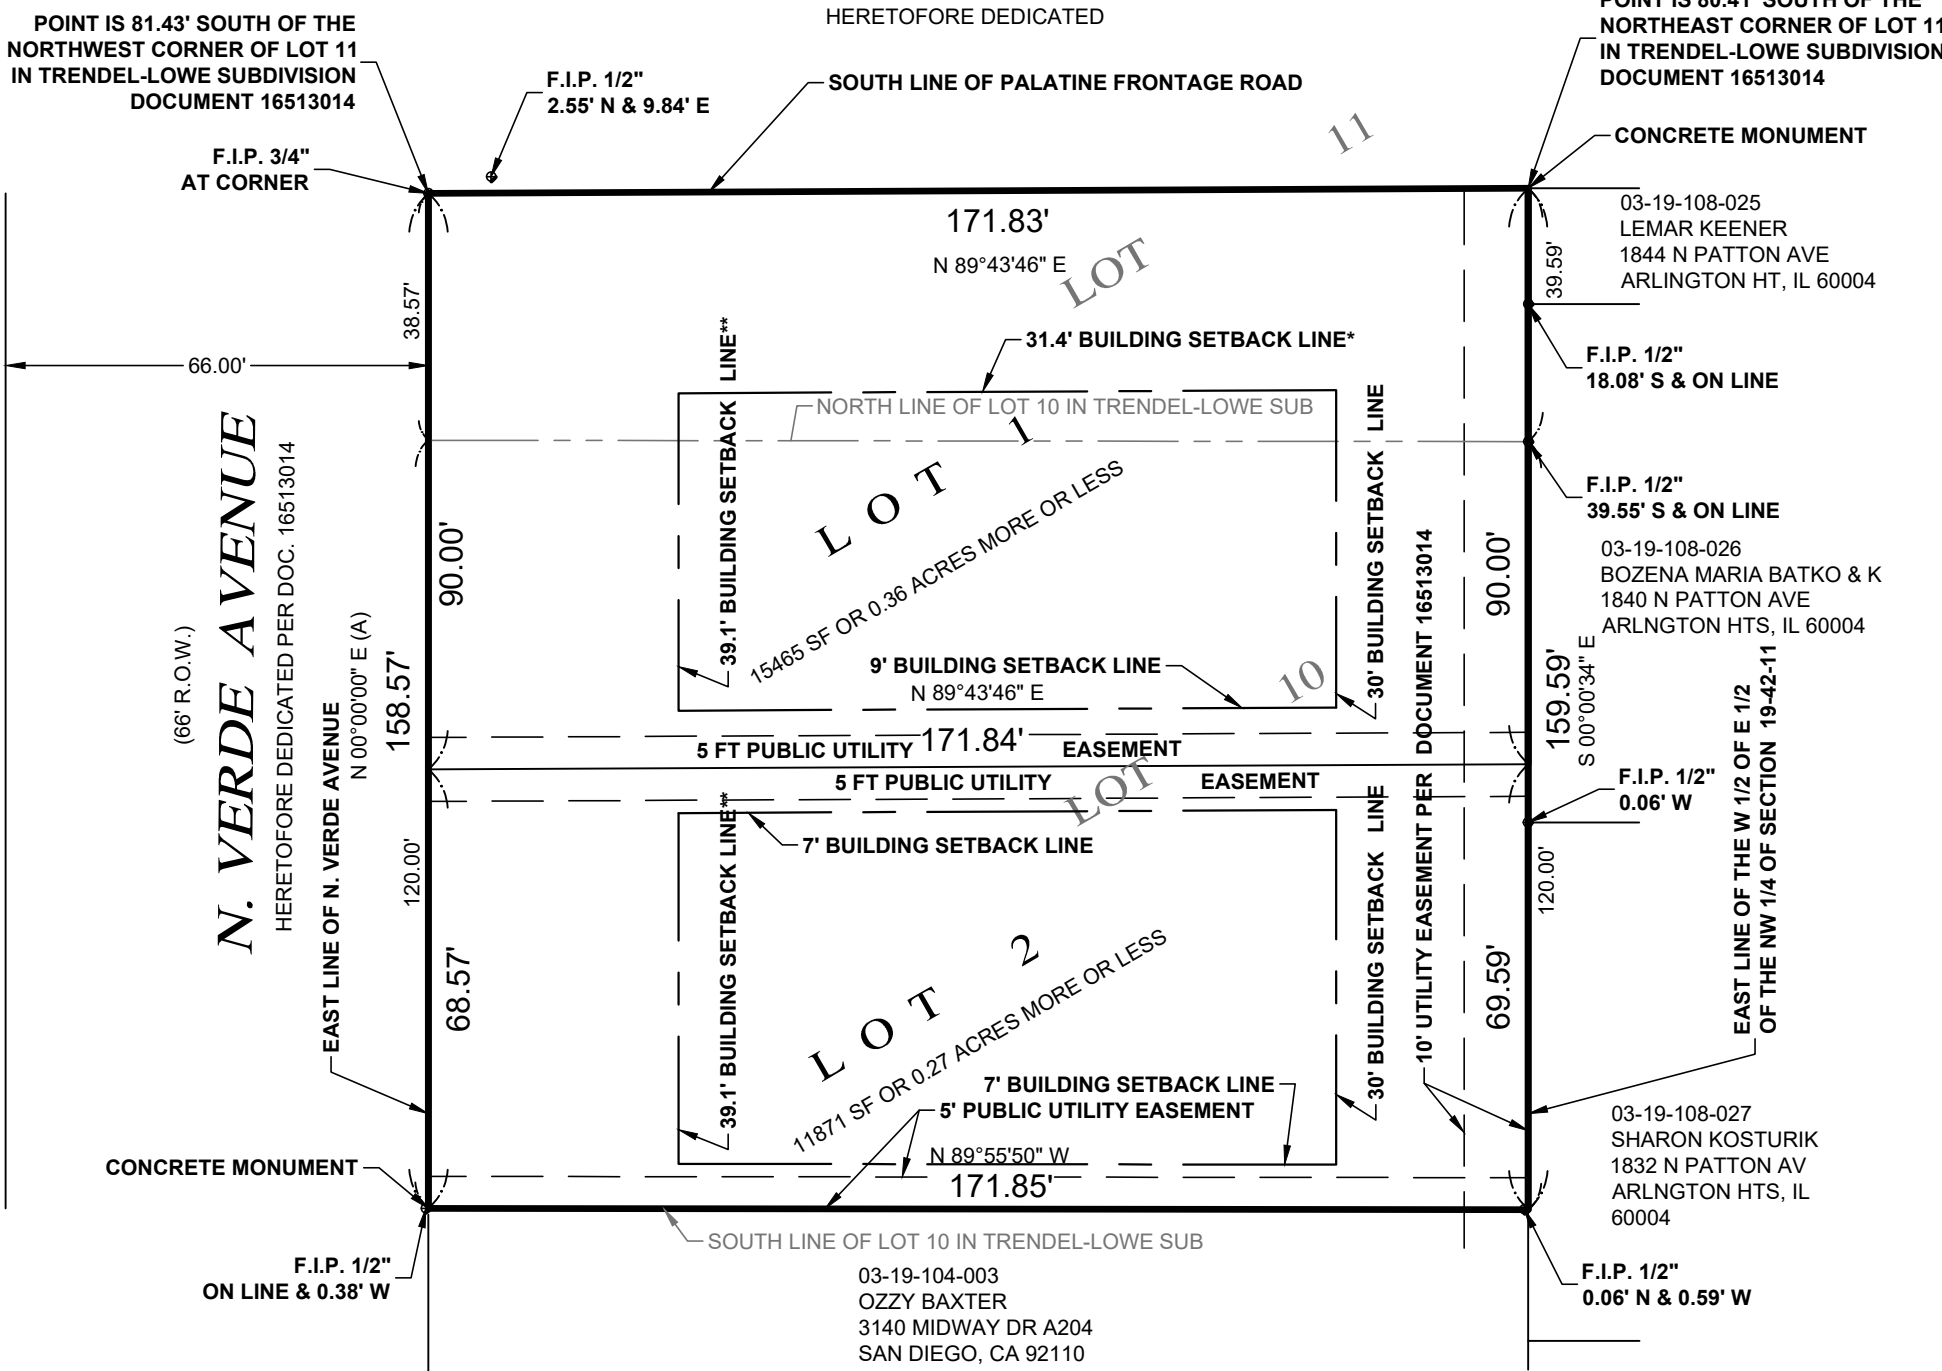 HERETOFORE DEDICATED
POINT IS 81.43' SOUTH OF THE
NORTHWEST CORNER OF LOT 11
IN TRENDEL-LOWE SUBDIVISION
DOCUMENT 16513014
POINT IS 80.41' SOUTH OF THE
NORTHEAST CORNER OF LOT 11
IN TRENDEL-LOWE SUBDIVISION
DOCUMENT 16513014
F.I.P. 1/2"
2.55' N & 9.84' E
SOUTH LINE OF PALATINE FRONTAGE ROAD
11
CONCRETE MONUMENT
F.I.P. 3/4"
AT CORNER
171.83'
N 89°43'46" E
LOT
38.57'
39.59'
03-19-108-025
LEMAR KEENER
1844 N PATTON AVE
ARLINGTON HT, IL 60004
66.00'
31.4' BUILDING SETBACK LINE*
F.I.P. 1/2"
18.08' S & ON LINE
NORTH LINE OF LOT 10 IN TRENDEL-LOWE SUB
39.1' BUILDING SETBACK LINE**
30' BUILDING SETBACK LINE
LOT 1
15465 SF OR 0.36 ACRES MORE OR LESS
F.I.P. 1/2"
39.55' S & ON LINE
03-19-108-026
BOZENA MARIA BATKO & K
1840 N PATTON AVE
ARLNGTON HTS, IL 60004
(66' R.O.W.)
N. VERDE AVENUE
HERETOFORE DEDICATED PER DOC. 16513014
EAST LINE OF N. VERDE AVENUE
N 00°00'00" E (A)
158.57'
90.00'
90.00'
9' BUILDING SETBACK LINE
N 89°43'46" E
10
10' UTILITY EASEMENT PER DOCUMENT 16513014
159.59'
S 00°00'34" E
EAST LINE OF THE W 1/2 OF E 1/2
OF THE NW 1/4 OF SECTION 19-42-11
5 FT PUBLIC UTILITY EASEMENT
171.84'
5 FT PUBLIC UTILITY EASEMENT
LOT
F.I.P. 1/2"
0.06' W
7' BUILDING SETBACK LINE
39.1' BUILDING SETBACK LINE**
30' BUILDING SETBACK LINE
120.00'
120.00'
68.57'
69.59'
LOT 2
11871 SF OR 0.27 ACRES MORE OR LESS
7' BUILDING SETBACK LINE
5' PUBLIC UTILITY EASEMENT
N 89°55'50" W
171.85'
03-19-108-027
SHARON KOSTURIK
1832 N PATTON AV
ARLNGTON HTS, IL
60004
CONCRETE MONUMENT
SOUTH LINE OF LOT 10 IN TRENDEL-LOWE SUB
F.I.P. 1/2"
ON LINE & 0.38' W
03-19-104-003
OZZY BAXTER
3140 MIDWAY DR A204
SAN DIEGO, CA 92110
F.I.P. 1/2"
0.06' N & 0.59' W